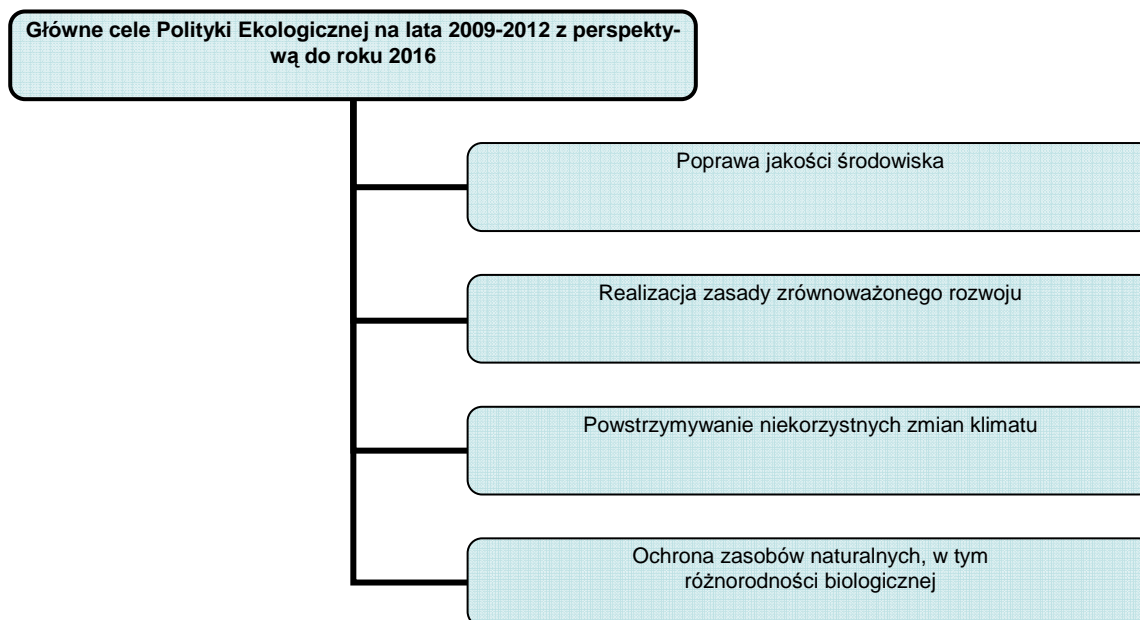 Główne cele Polityki Ekologicznej na lata 2009-2012 z perspekty-
wą do roku 2016
Poprawa jakości środowiska
Realizacja zasady zrównoważonego rozwoju
Powstrzymywanie niekorzystnych zmian klimatu
Ochrona zasobów naturalnych, w tym
różnorodności biologicznej